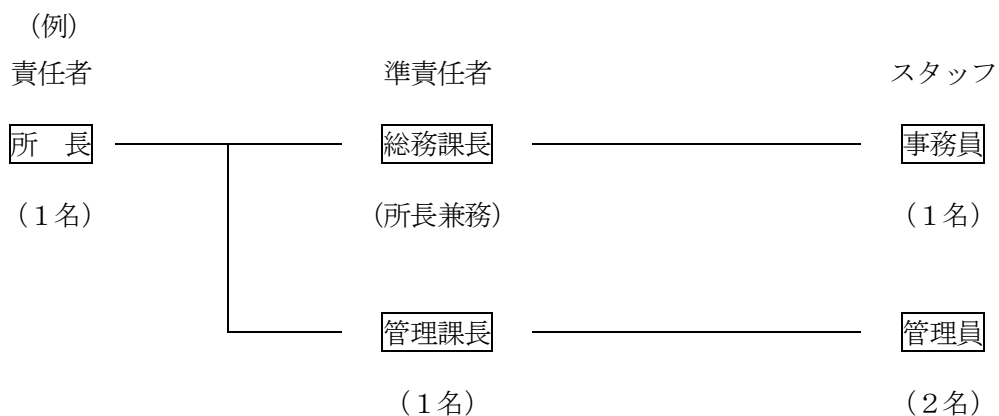 （例）
責任者　準責任者　スタッフ
所　長　総務課長　事務員
（１名）　（所長兼務）　（１名）
管理課長　管理員
（１名）　（２名）